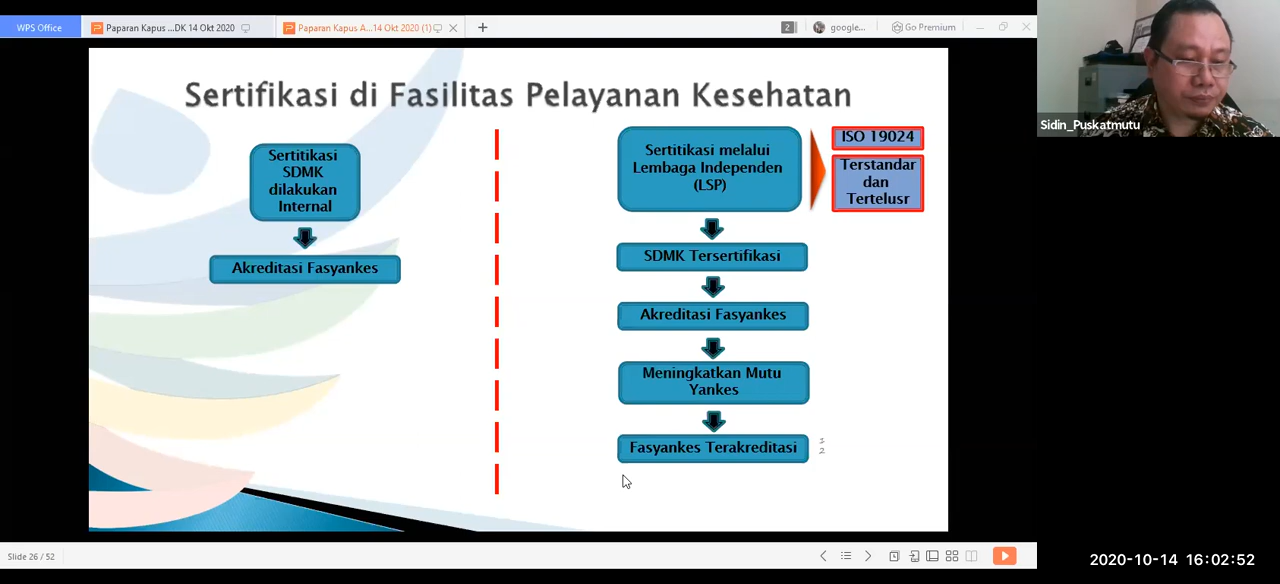 WPS Office
Paparan Kapus ...DK 14 Okt 2020
Paparan Kapus A...14 Okt 2020 (1)
2
google...
Go Premium
Sertifikasi di Fasilitas Pelayanan Kesehatan
Sertitikasi
SDMK
dilakukan
Internal
Akreditasi Fasyankes
Sertitikasi melalui
Lembaga Independen
(LSP)
ISO 19024
Terstandar
dan
Tertelusr
SDMK Tersertifikasi
Akreditasi Fasyankes
Meningkatkan Mutu
Yankes
Fasyankes Terakreditasi
Sidin_Puskatmutu
Slide 26 / 52
2020-10-14 16:02:52